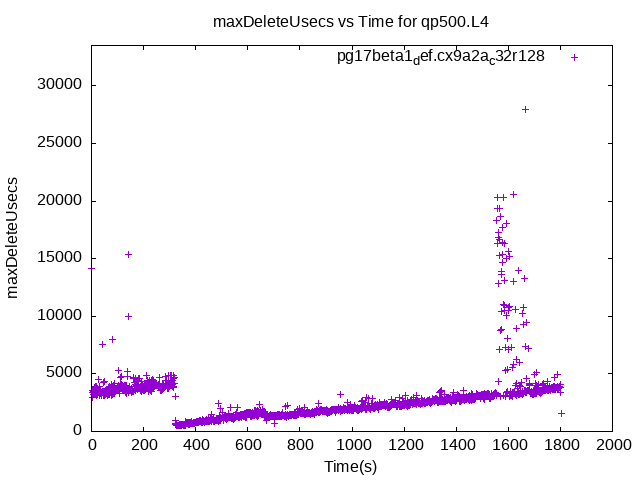 maxDeleteUsecs vs Time for qp500.L4
pg17beta1def.cx9a2a_c32r128
30000
25000
20000
15000
10000
5000
0
maxDeleteUsecs
0 200 400 600 800 1000 1200 1400 1600 1800 2000
Time(s)